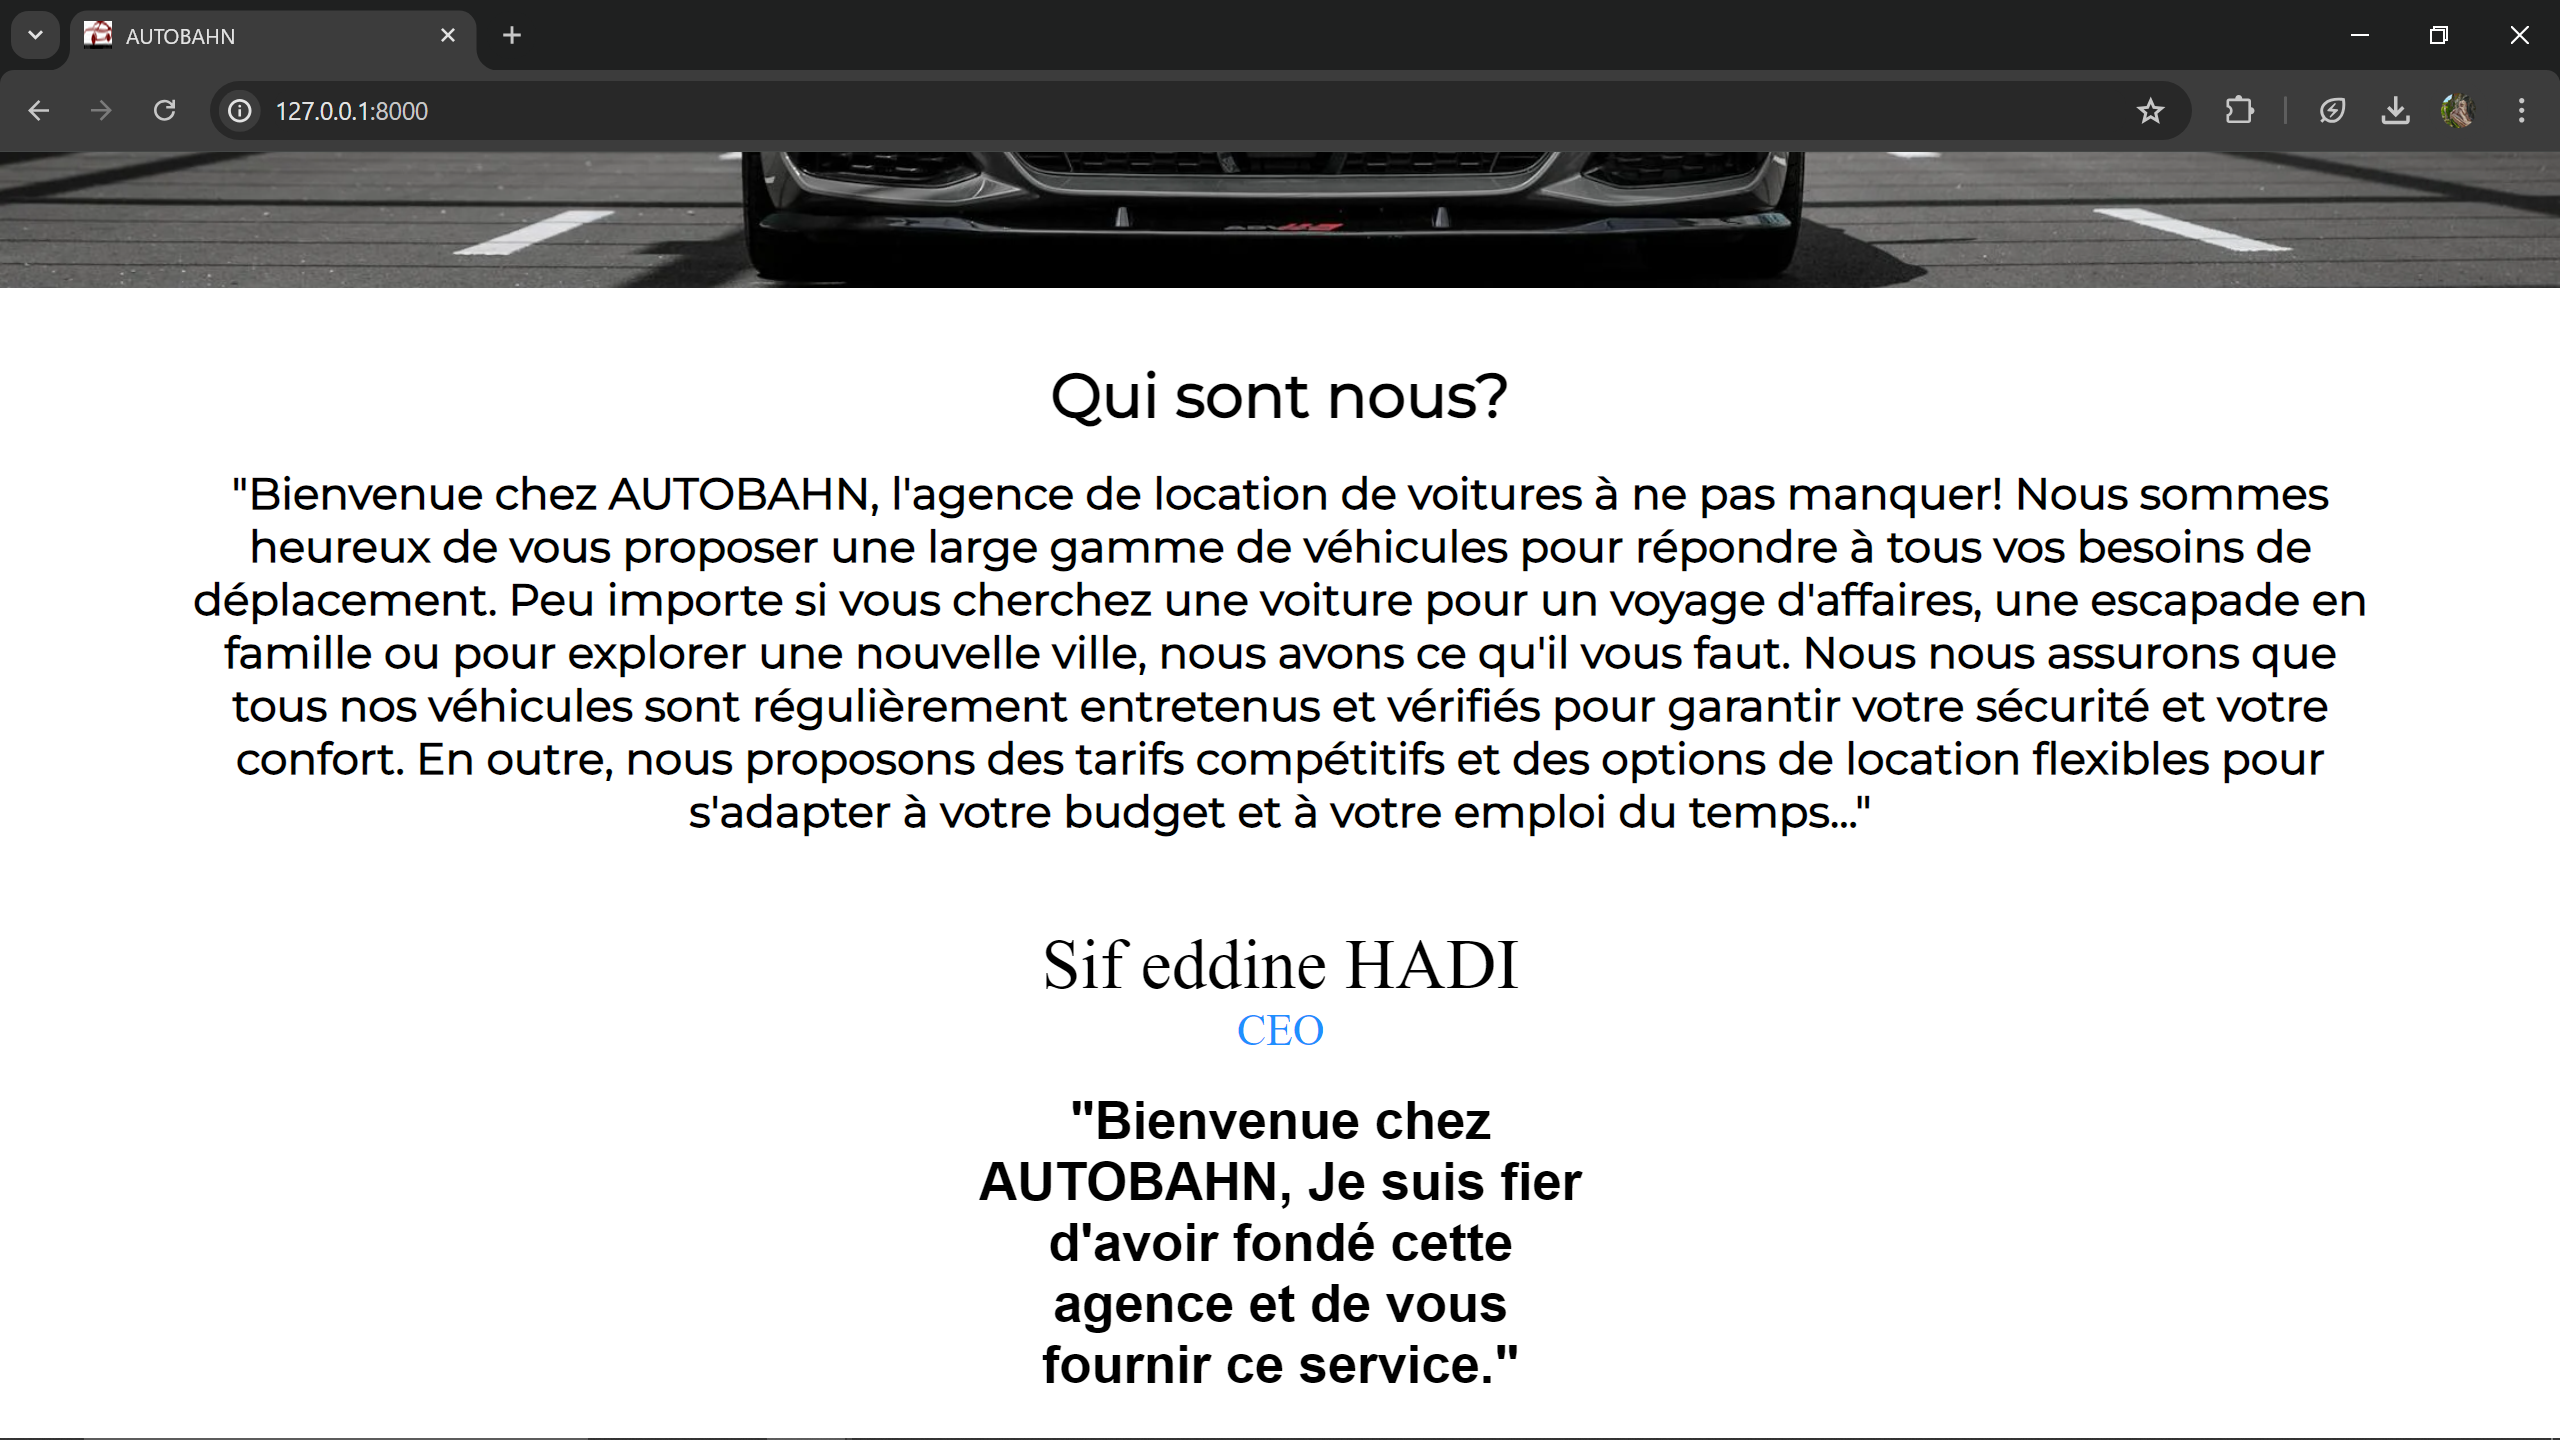 AUTOBAHN
127.0.0.1:8000
Qui sont nous?
"Bienvenue chez AUTOBAHN, l'agence de location de voitures à ne pas manquer! Nous sommes
heureux de vous proposer une large gamme de véhicules pour répondre à tous vos besoins de
déplacement. Peu importe si vous cherchez une voiture pour un voyage d'affaires, une escapade en
famille ou pour explorer une nouvelle ville, nous avons ce qu'il vous faut. Nous nous assurons que
tous nos véhicules sont régulièrement entretenus et vérifiés pour garantir votre sécurité et votre
confort. En outre, nous proposons des tarifs compétitifs et des options de location flexibles pour
s'adapter à votre budget et à votre emploi du temps..."
Sif eddine HADI
CEO
"Bienvenue chez
AUTOBAHN, Je suis fier
d'avoir fondé cette
agence et de vous
fournir ce service."